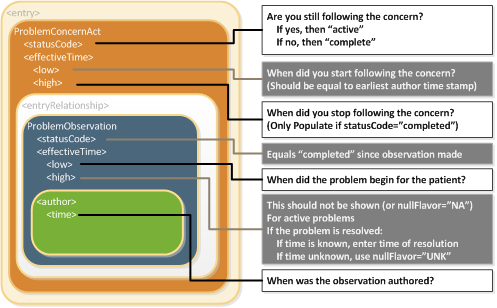 <entry>
ProblemConcernAct
<statusCode>
<effectiveTime>
<low>
<high>
<entryRelationship>
ProblemObservation
<statusCode>
<effectiveTime>
<low>
<high>
<author>
<time>
Are you still following the concern?
If yes, then “active”
If no, then “complete”
When did you start following the concern?
(Should be equal to earliest author time stamp)
When did you stop following the concern?
(Only Populate if statusCode=”completed”)
Equals “completed” since observation made
When did the problem begin for the patient?
This should not be shown (or nullFlavor=”NA”)
For active problems
If the problem is resolved:
If time is known, enter time of resolution
If time unknown, use nullFlavor=”UNK”
When was the observation authored?